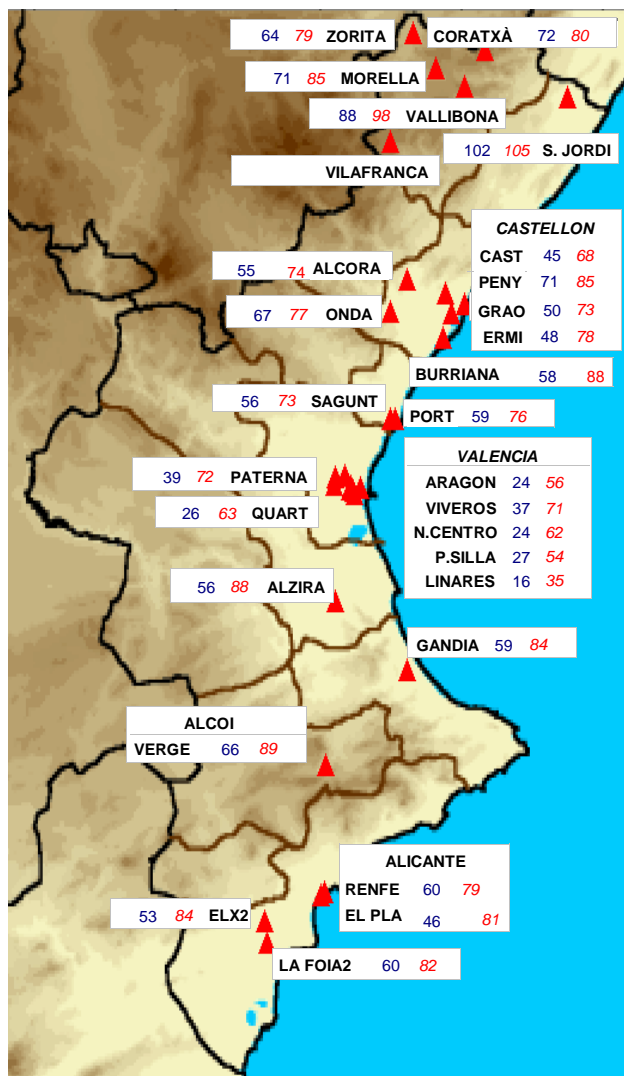 64 79 ZORITA
CORATXÀ 72 80
71 85 MORELLA
88 98 VALLIBONA
102 105 S. JORDI
VILAFRANCA
CASTELLON
CAST 45 68
PENY 71 85
GRAO 50 73
ERMI 48 78
55 74 ALCORA
67 77 ONDA
BURRIANA 58 88
56 73 SAGUNT
PORT 59 76
VALENCIA
ARAGON 24 56
VIVEROS 37 71
N.CENTRO 24 62
P.SILLA 27 54
LINARES 16 35
39 72 PATERNA
26 63 QUART
56 88 ALZIRA
GANDIA 59 84
ALCOI
VERGE 66 89
ALICANTE
RENFE 60 79
EL PLA 46 81
53 84 ELX2
LA FOIA2 60 82